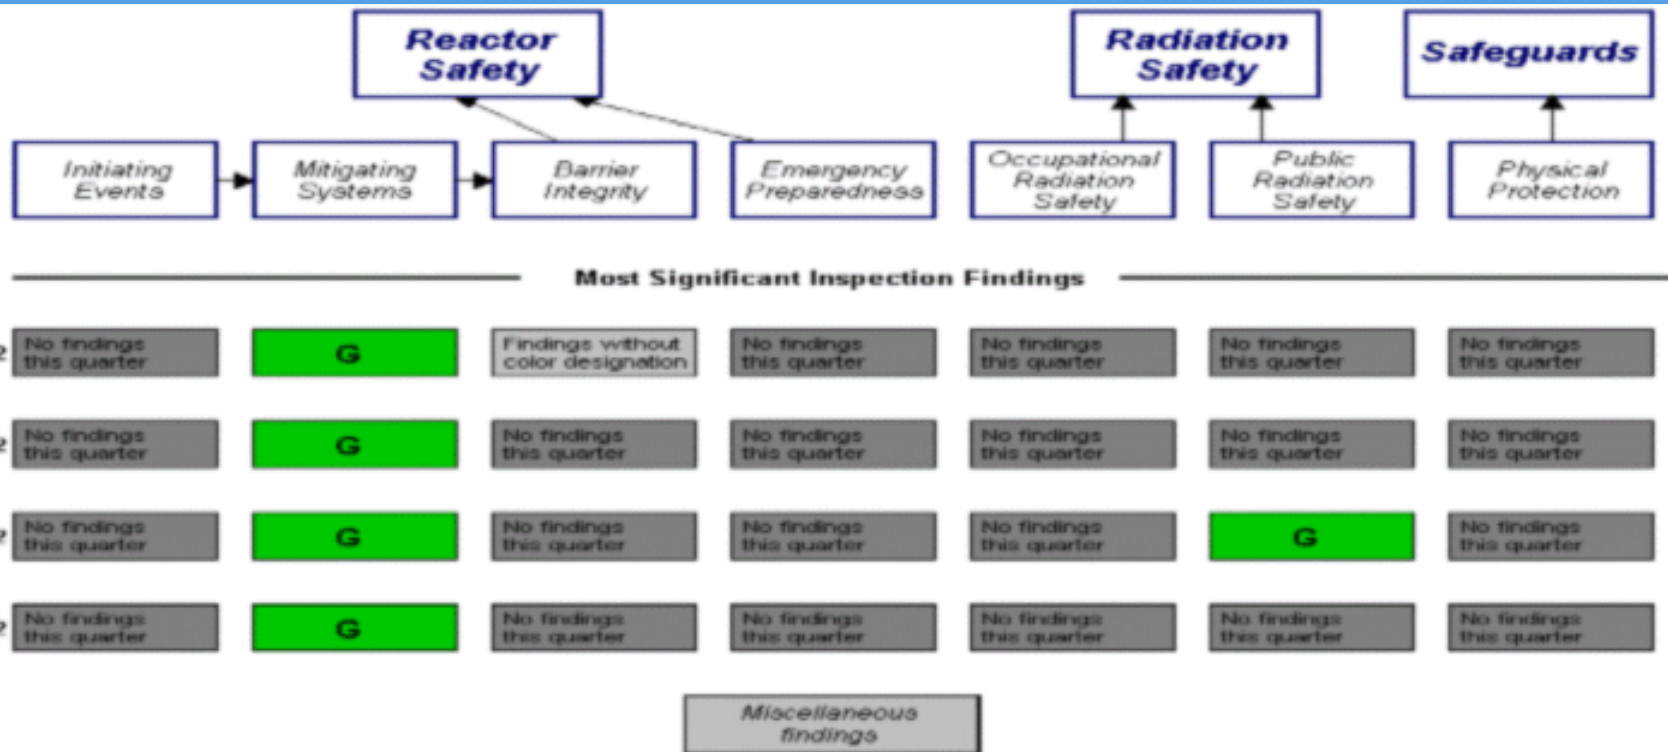 Reactor
Safety
Radiation
Safety
Safeguards
Initiating
Events
Mitigating
Systems
Barrier
Integrity
Emergency
Preparedness
Occupational
Radiation
Safety
Public
Radiation
Safety
Physical
Protection
Most Significant Inspection Findings
2
No findings
this quarter
G
Findings without
color designation
No findings
this quarter
No findings
this quarter
No findings
this quarter
No findings
this quarter
2
No findings
this quarter
G
No findings
this quarter
No findings
this quarter
No findings
this quarter
No findings
this quarter
No findings
this quarter
2
No findings
this quarter
G
No findings
this quarter
No findings
this quarter
No findings
this quarter
G
No findings
this quarter
2
No findings
this quarter
G
No findings
this quarter
No findings
this quarter
No findings
this quarter
No findings
this quarter
No findings
this quarter
Miscellaneous
findings